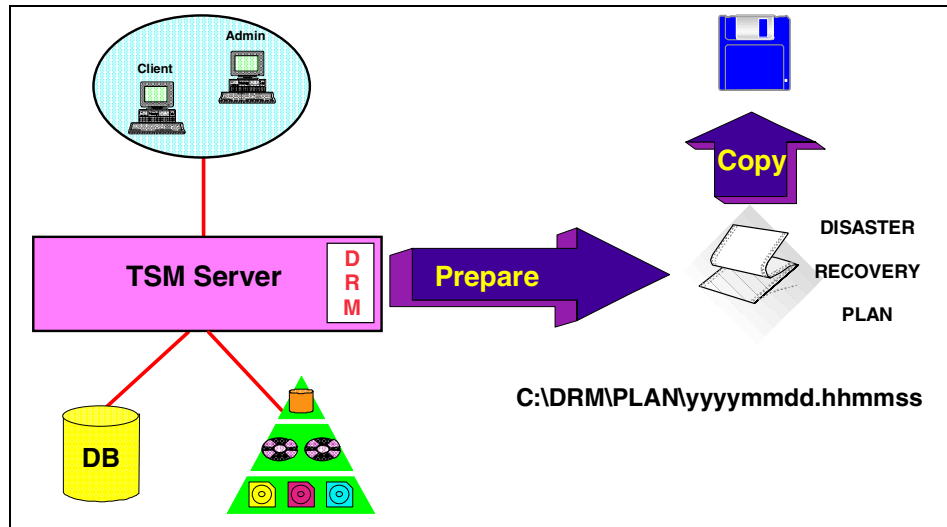 Admin
Client
Copy
DISASTER
RECOVERY
PLAN
TSM Server
D
R
M
Prepare
C:\DRM\PLAN\yyyymmdd.hhmmss
DB